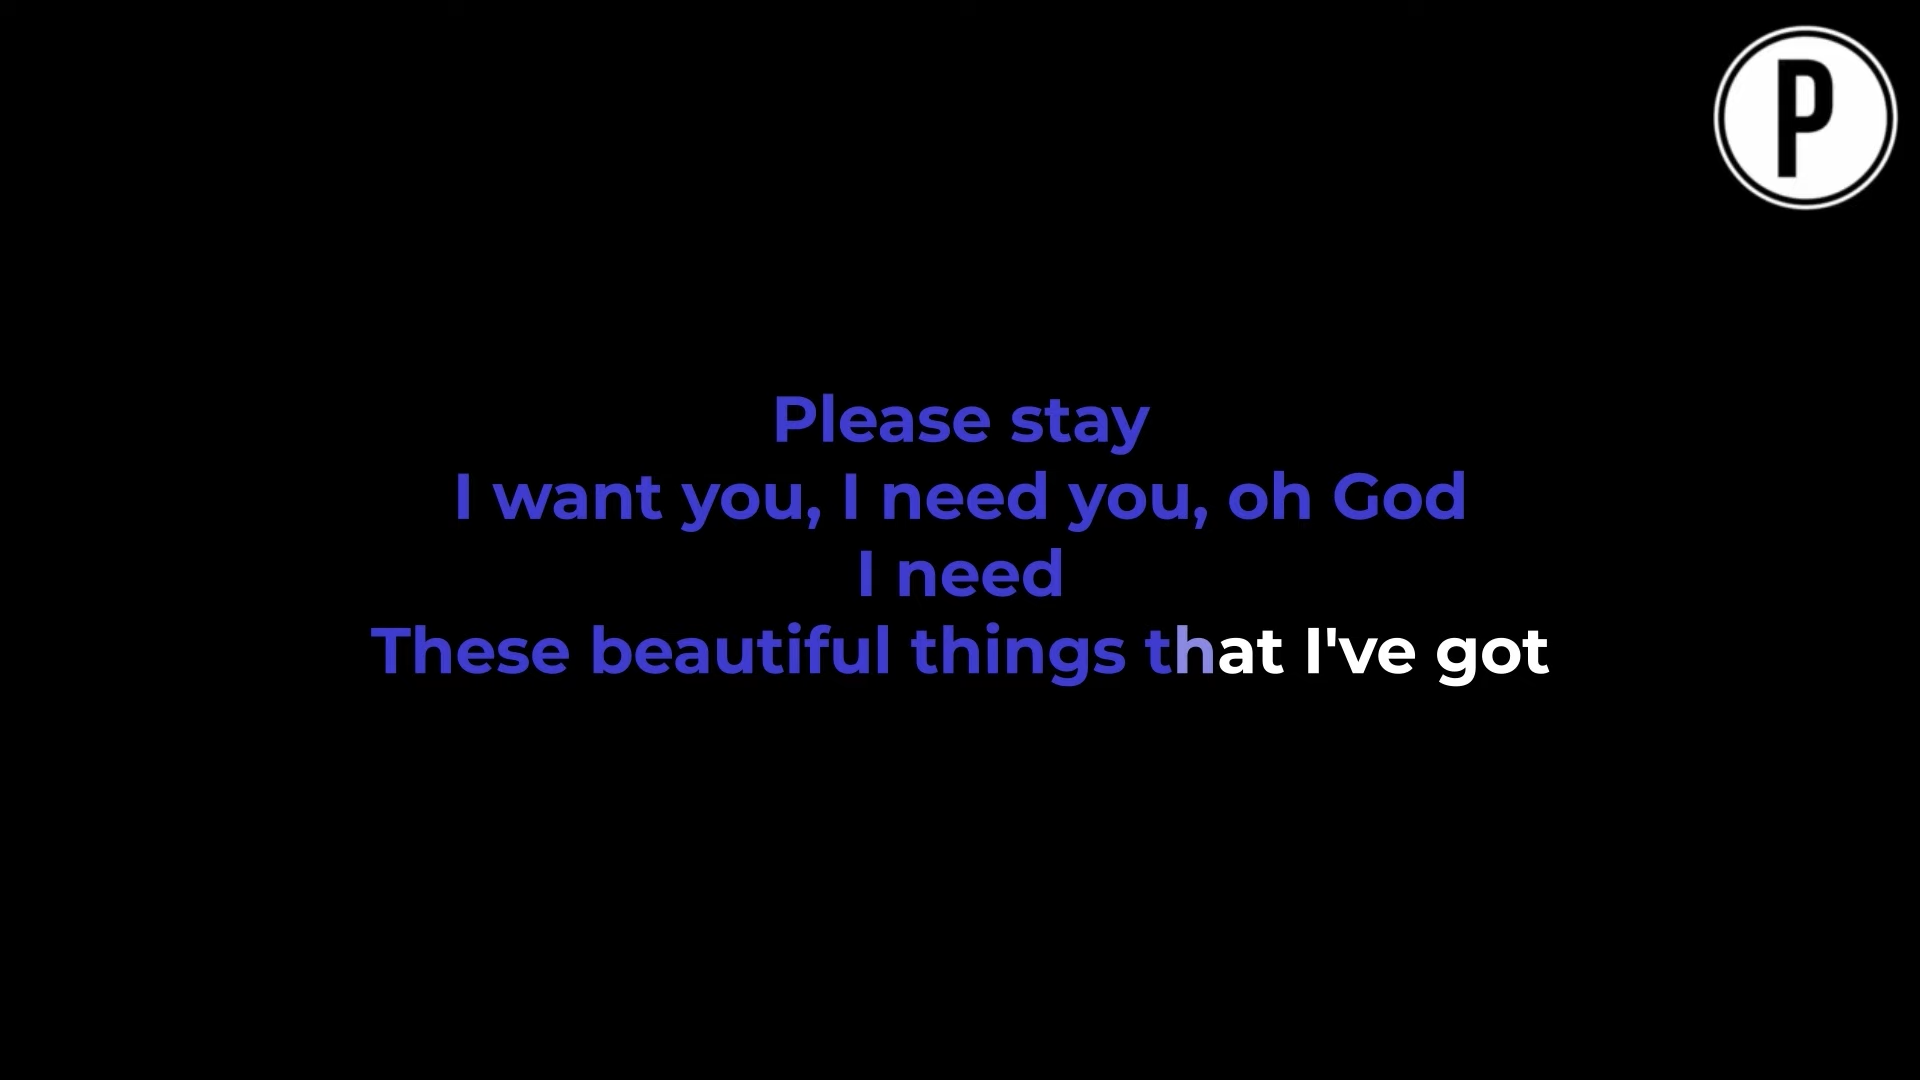 P
Please stay
I want you, I need you, oh God
I need
These beautiful things that I've got